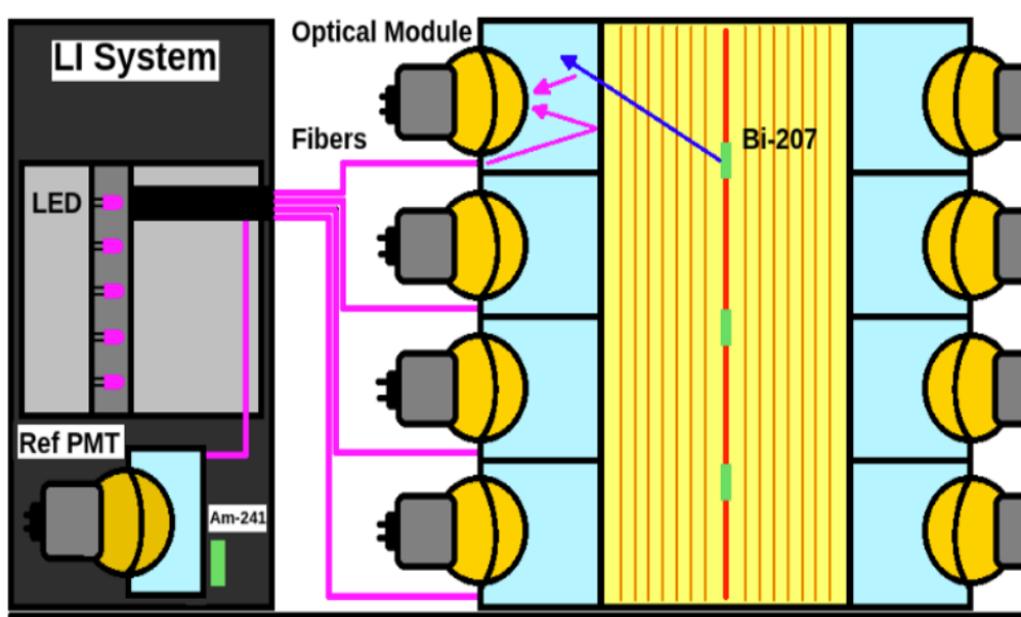 Optical Module
LI System
Fibers
Bi-207
LED
Ref PMT
Am-241